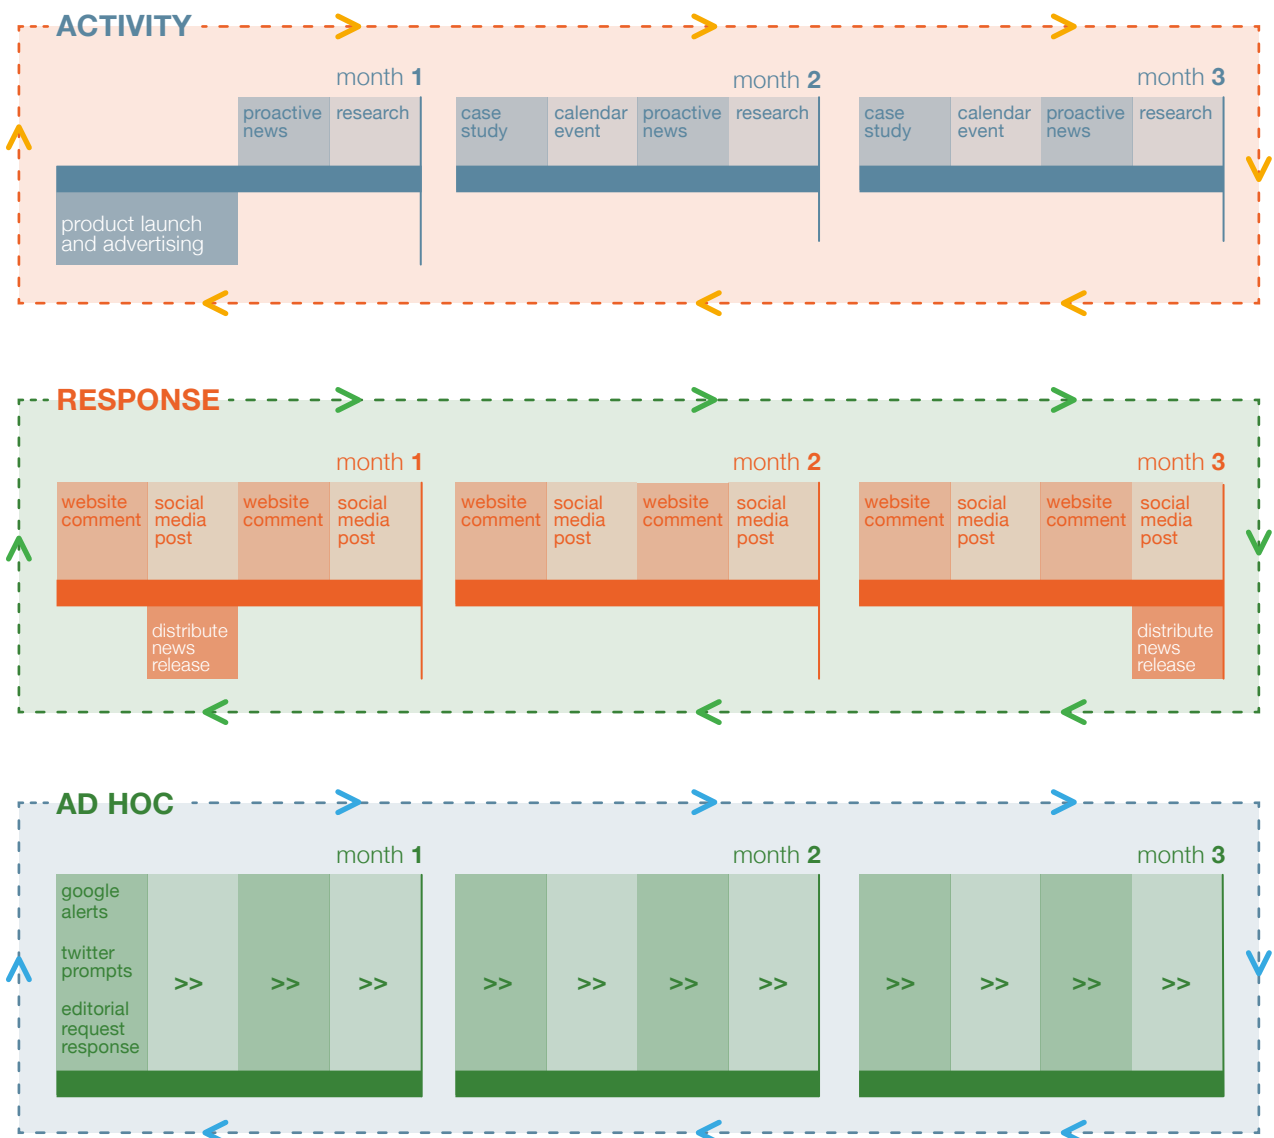 ACTIVITY
month 1
month 2
month 3
proactive
news
research
case
study
calendar
event
proactive
news
research
case
study
calendar
event
proactive
news
research
product launch
and advertising
RESPONSE
month 1
month 2
month 3
website
comment
social
media
post
website
comment
social
media
post
website
comment
social
media
post
website
comment
social
media
post
website
comment
social
media
post
website
comment
social
media
post
distribute
news
release
distribute
news
release
AD HOC
month 1
month 2
month 3
google
alerts
twitter
prompts
editorial
request
response
>> >> >> >> >> >> >> >> >> >> >>